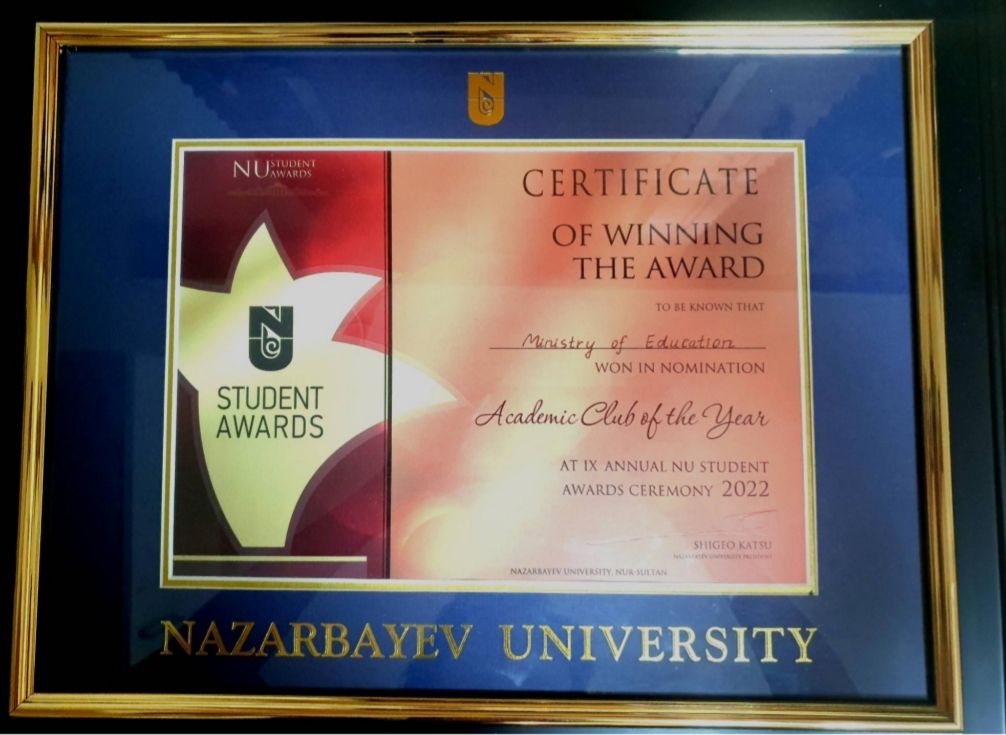 NU STUDENT AWARDS
CERTIFICATE
OF WINNING
THE AWARD
TO BE KNOWN THAT
Ministry of Education
WON IN NOMINATION
Academic Club of the Year
AT IX ANNUAL NU STUDENT
AWARDS CEREMONY 2022
SHIGEO KATSU
NAZARBAYEV UNIVERSITY PRESIDENT
NAZARBAYEV UNIVERSITY, NUR-SULTAN
NU
STUDENT
AWARDS
NAZARBAYEV UNIVERSITY